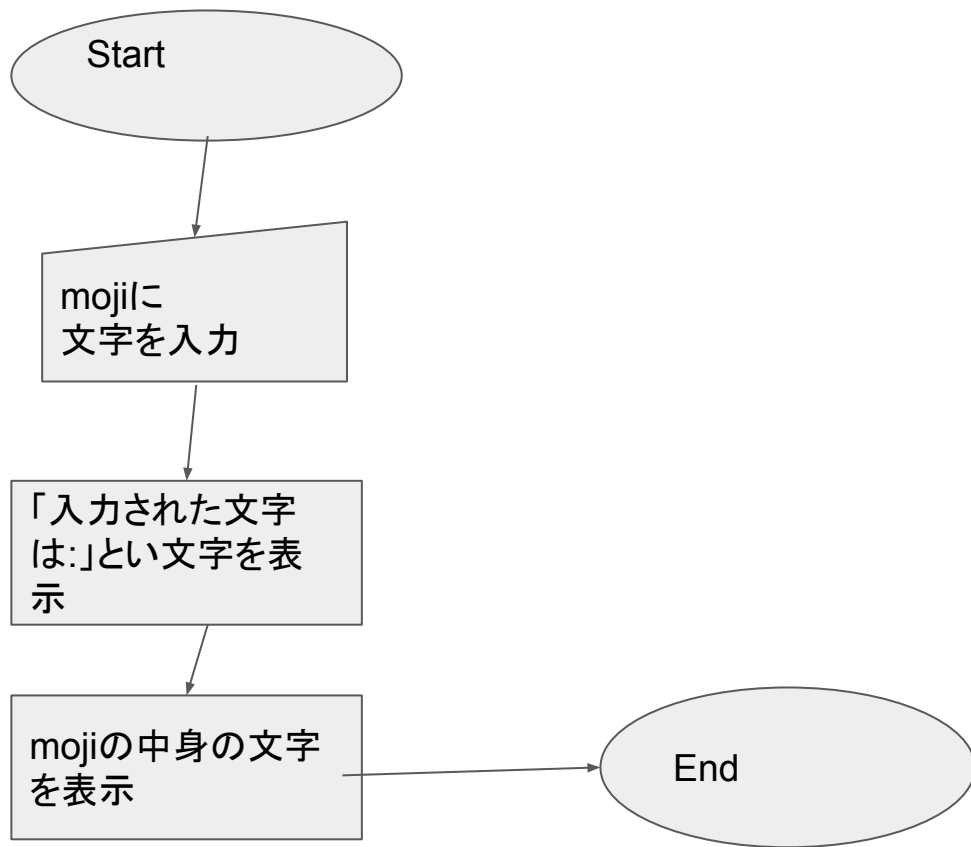 Start
mojiに
文字を入力
「入力された文字
は:」とい文字を表
示
mojiの中身の文字
を表示
End